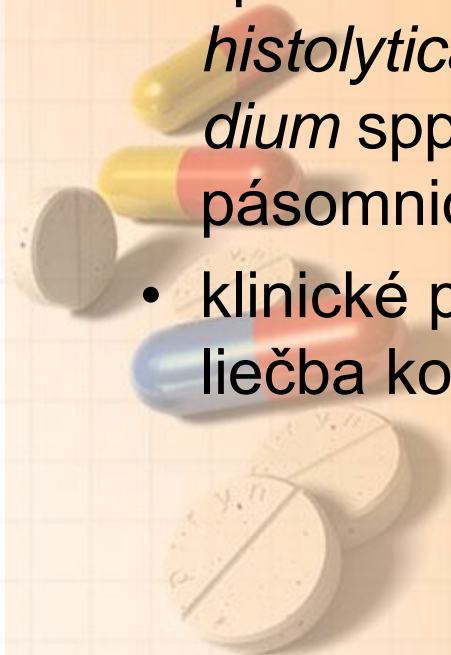 histolytica
dium spp
pásomnic
• klinické p
liečba ko